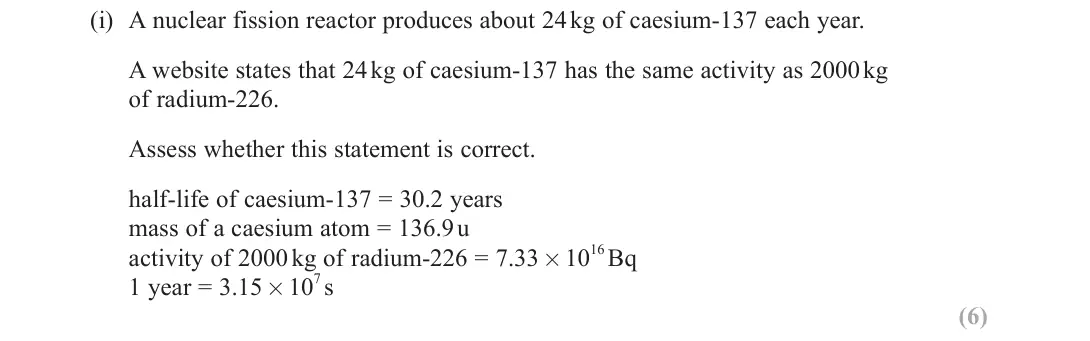 (i) A nuclear fission reactor produces about 24 kg of caesium-137 each year.
A website states that 24 kg of caesium-137 has the same activity as 2000 kg
of radium-226.
Assess whether this statement is correct.
half-life of caesium-137 = 30.2 years
mass of a caesium atom = 136.9 u
activity of 2000 kg of radium-226 = 7.33 × 10¹⁶ Bq
1 year = 3.15 × 10⁷ s
(6)